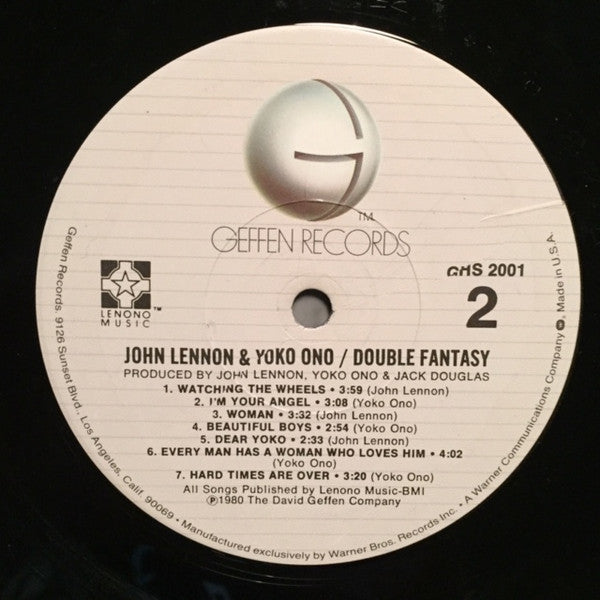 TM
GEFFEN RECORDS
GHS 2001
2
LENONO™
MUSIC
JOHN LENNON & YOKO ONO / DOUBLE FANTASY
PRODUCED BY JOHN LENNON, YOKO ONO & JACK DOUGLAS
1. WATCHING THE WHEELS • 3:59 (John Lennon)
2. I'M YOUR ANGEL • 3:08 (Yoko Ono)
3. WOMAN • 3:32 (John Lennon)
4. BEAUTIFUL BOYS • 2:54 (Yoko Ono)
5. DEAR YOKO • 2:33 (John Lennon)
6. EVERY MAN HAS A WOMAN WHO LOVES HIM • 4:02
(Yoko Ono)
7. HARD TIMES ARE OVER • 3:20 (Yoko Ono)
All Songs Published by Lenono Music-BMI
℗1980 The David Geffen Company
Geffen Records, 9126 Sunset Blvd., Los Angeles, Calif. 90069 • Manufactured exclusively by Warner Bros. Records Inc. • A Warner Communications Company, Made in U.S.A.